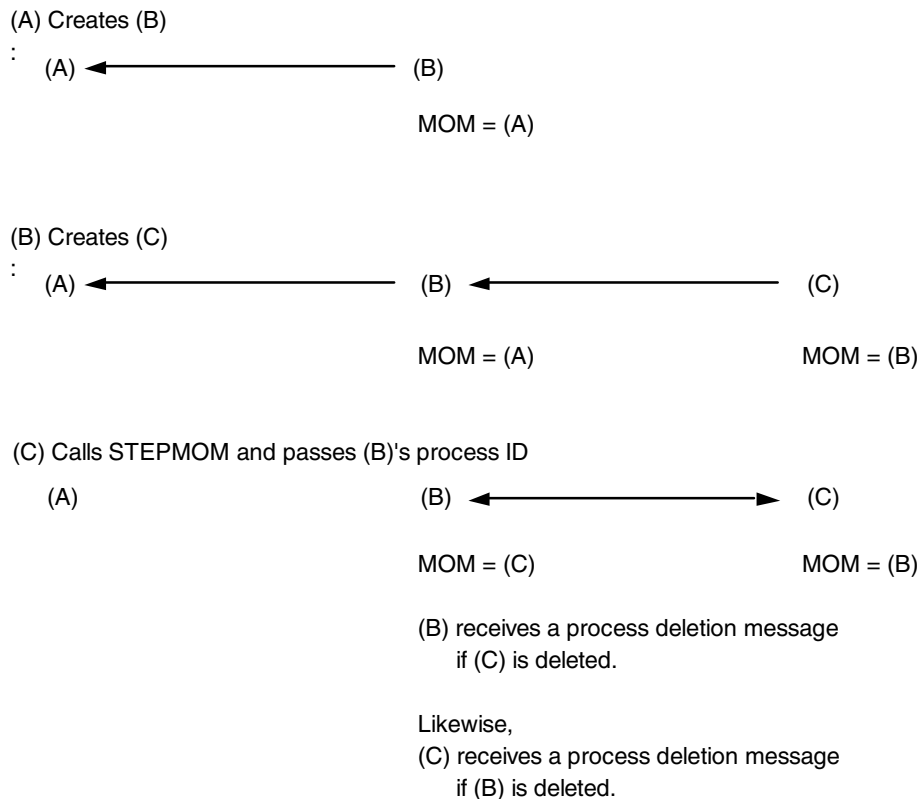 (A) Creates (B)
:
(A) (B)
MOM = (A)
(B) Creates (C)
:
(A) (B) (C)
MOM = (A) MOM = (B)
(C) Calls STEPMOM and passes (B)'s process ID
(A) (B) (C)
MOM = (C) MOM = (B)
(B) receives a process deletion message
if (C) is deleted.
Likewise,
(C) receives a process deletion message
if (B) is deleted.